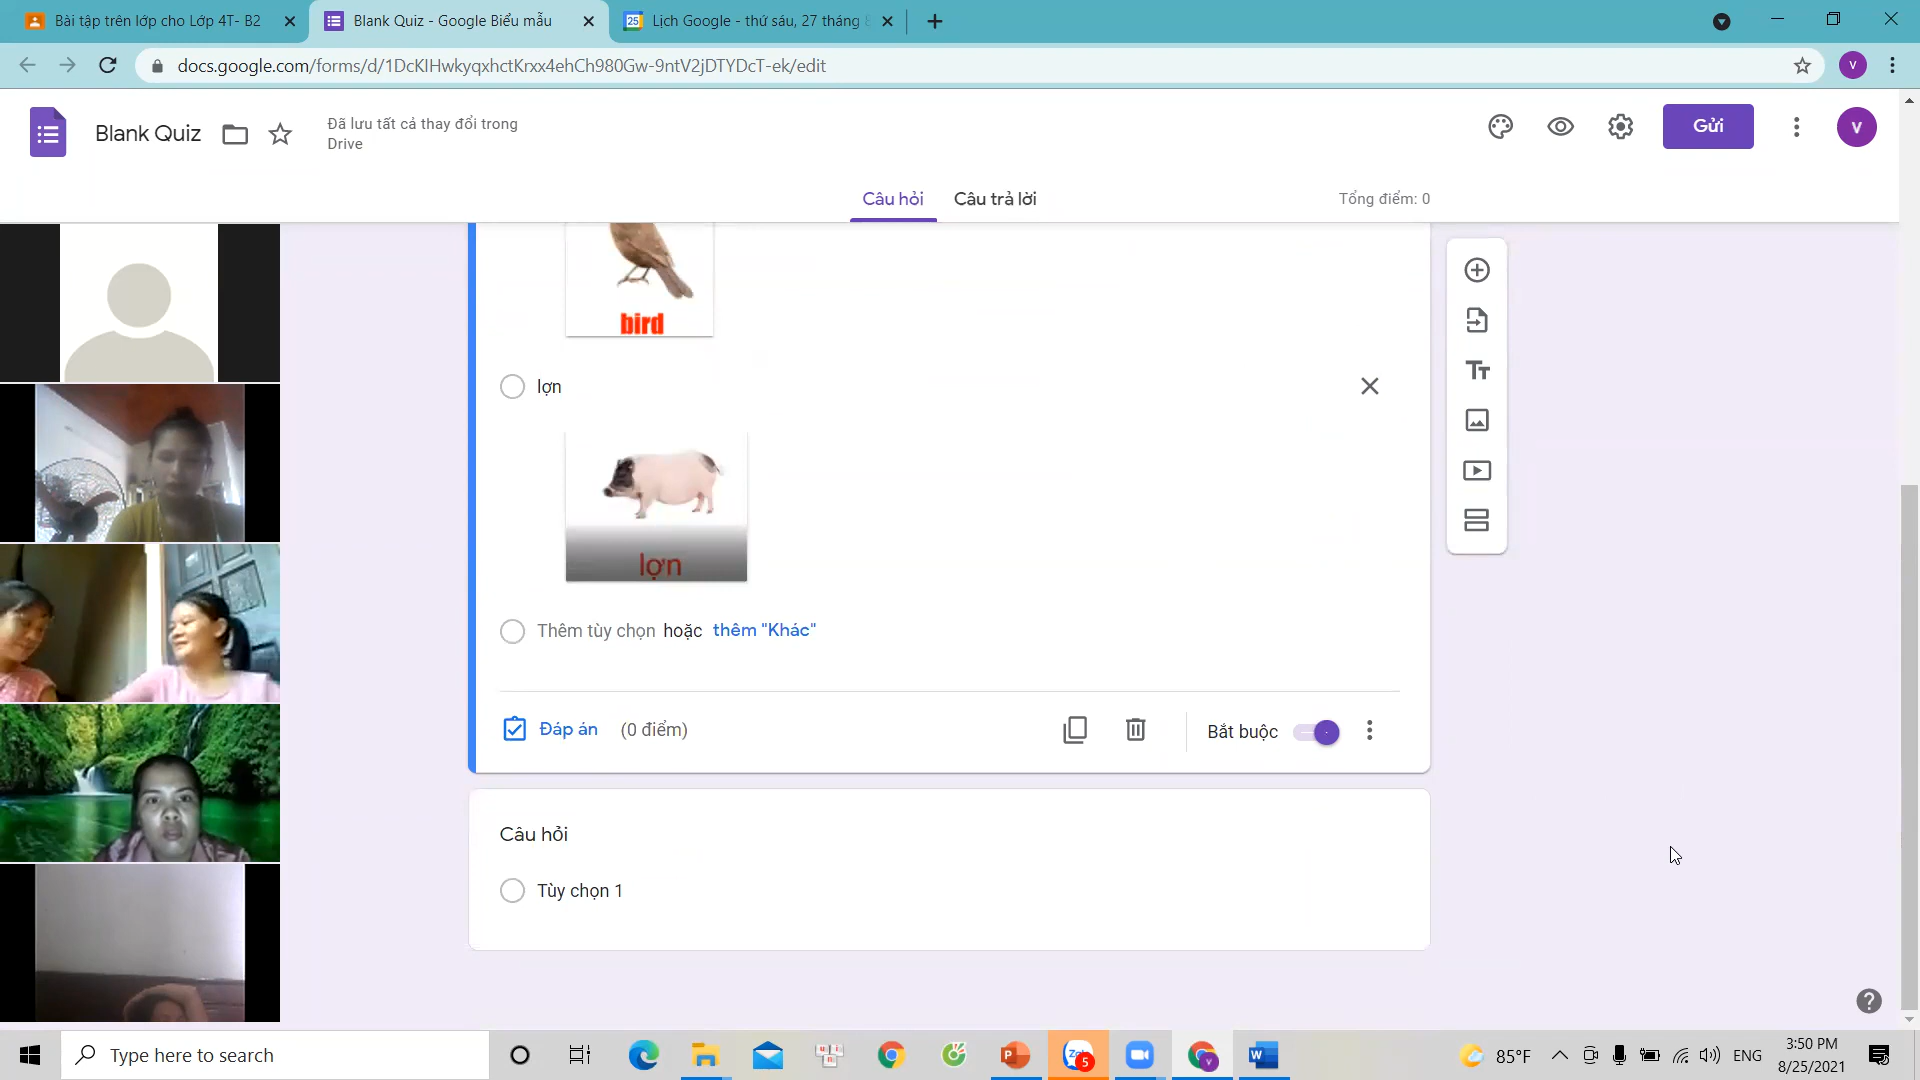 Bài tập trên lớp cho Lớp 4T- B2
Blank Quiz - Google Biểu mẫu
25
Lịch Google - thứ sáu, 27 tháng 8
docs.google.com/forms/d/1DcKIHwkyqxhctKrxx4ehCh980Gw-9ntV2jDTYDcT-ek/edit
V
Blank Quiz
Đã lưu tất cả thay đổi trong
Drive
Gửi
V
Câu hỏi
Câu trả lời
Tổng điểm: 0
bird
lợn
lợn
Thêm tùy chọn hoặc thêm "Khác"
Đáp án
(0 điểm)
Bắt buộc
Câu hỏi
Tùy chọn 1
Type here to search
5
85°F
ENG
3:50 PM
8/25/2021